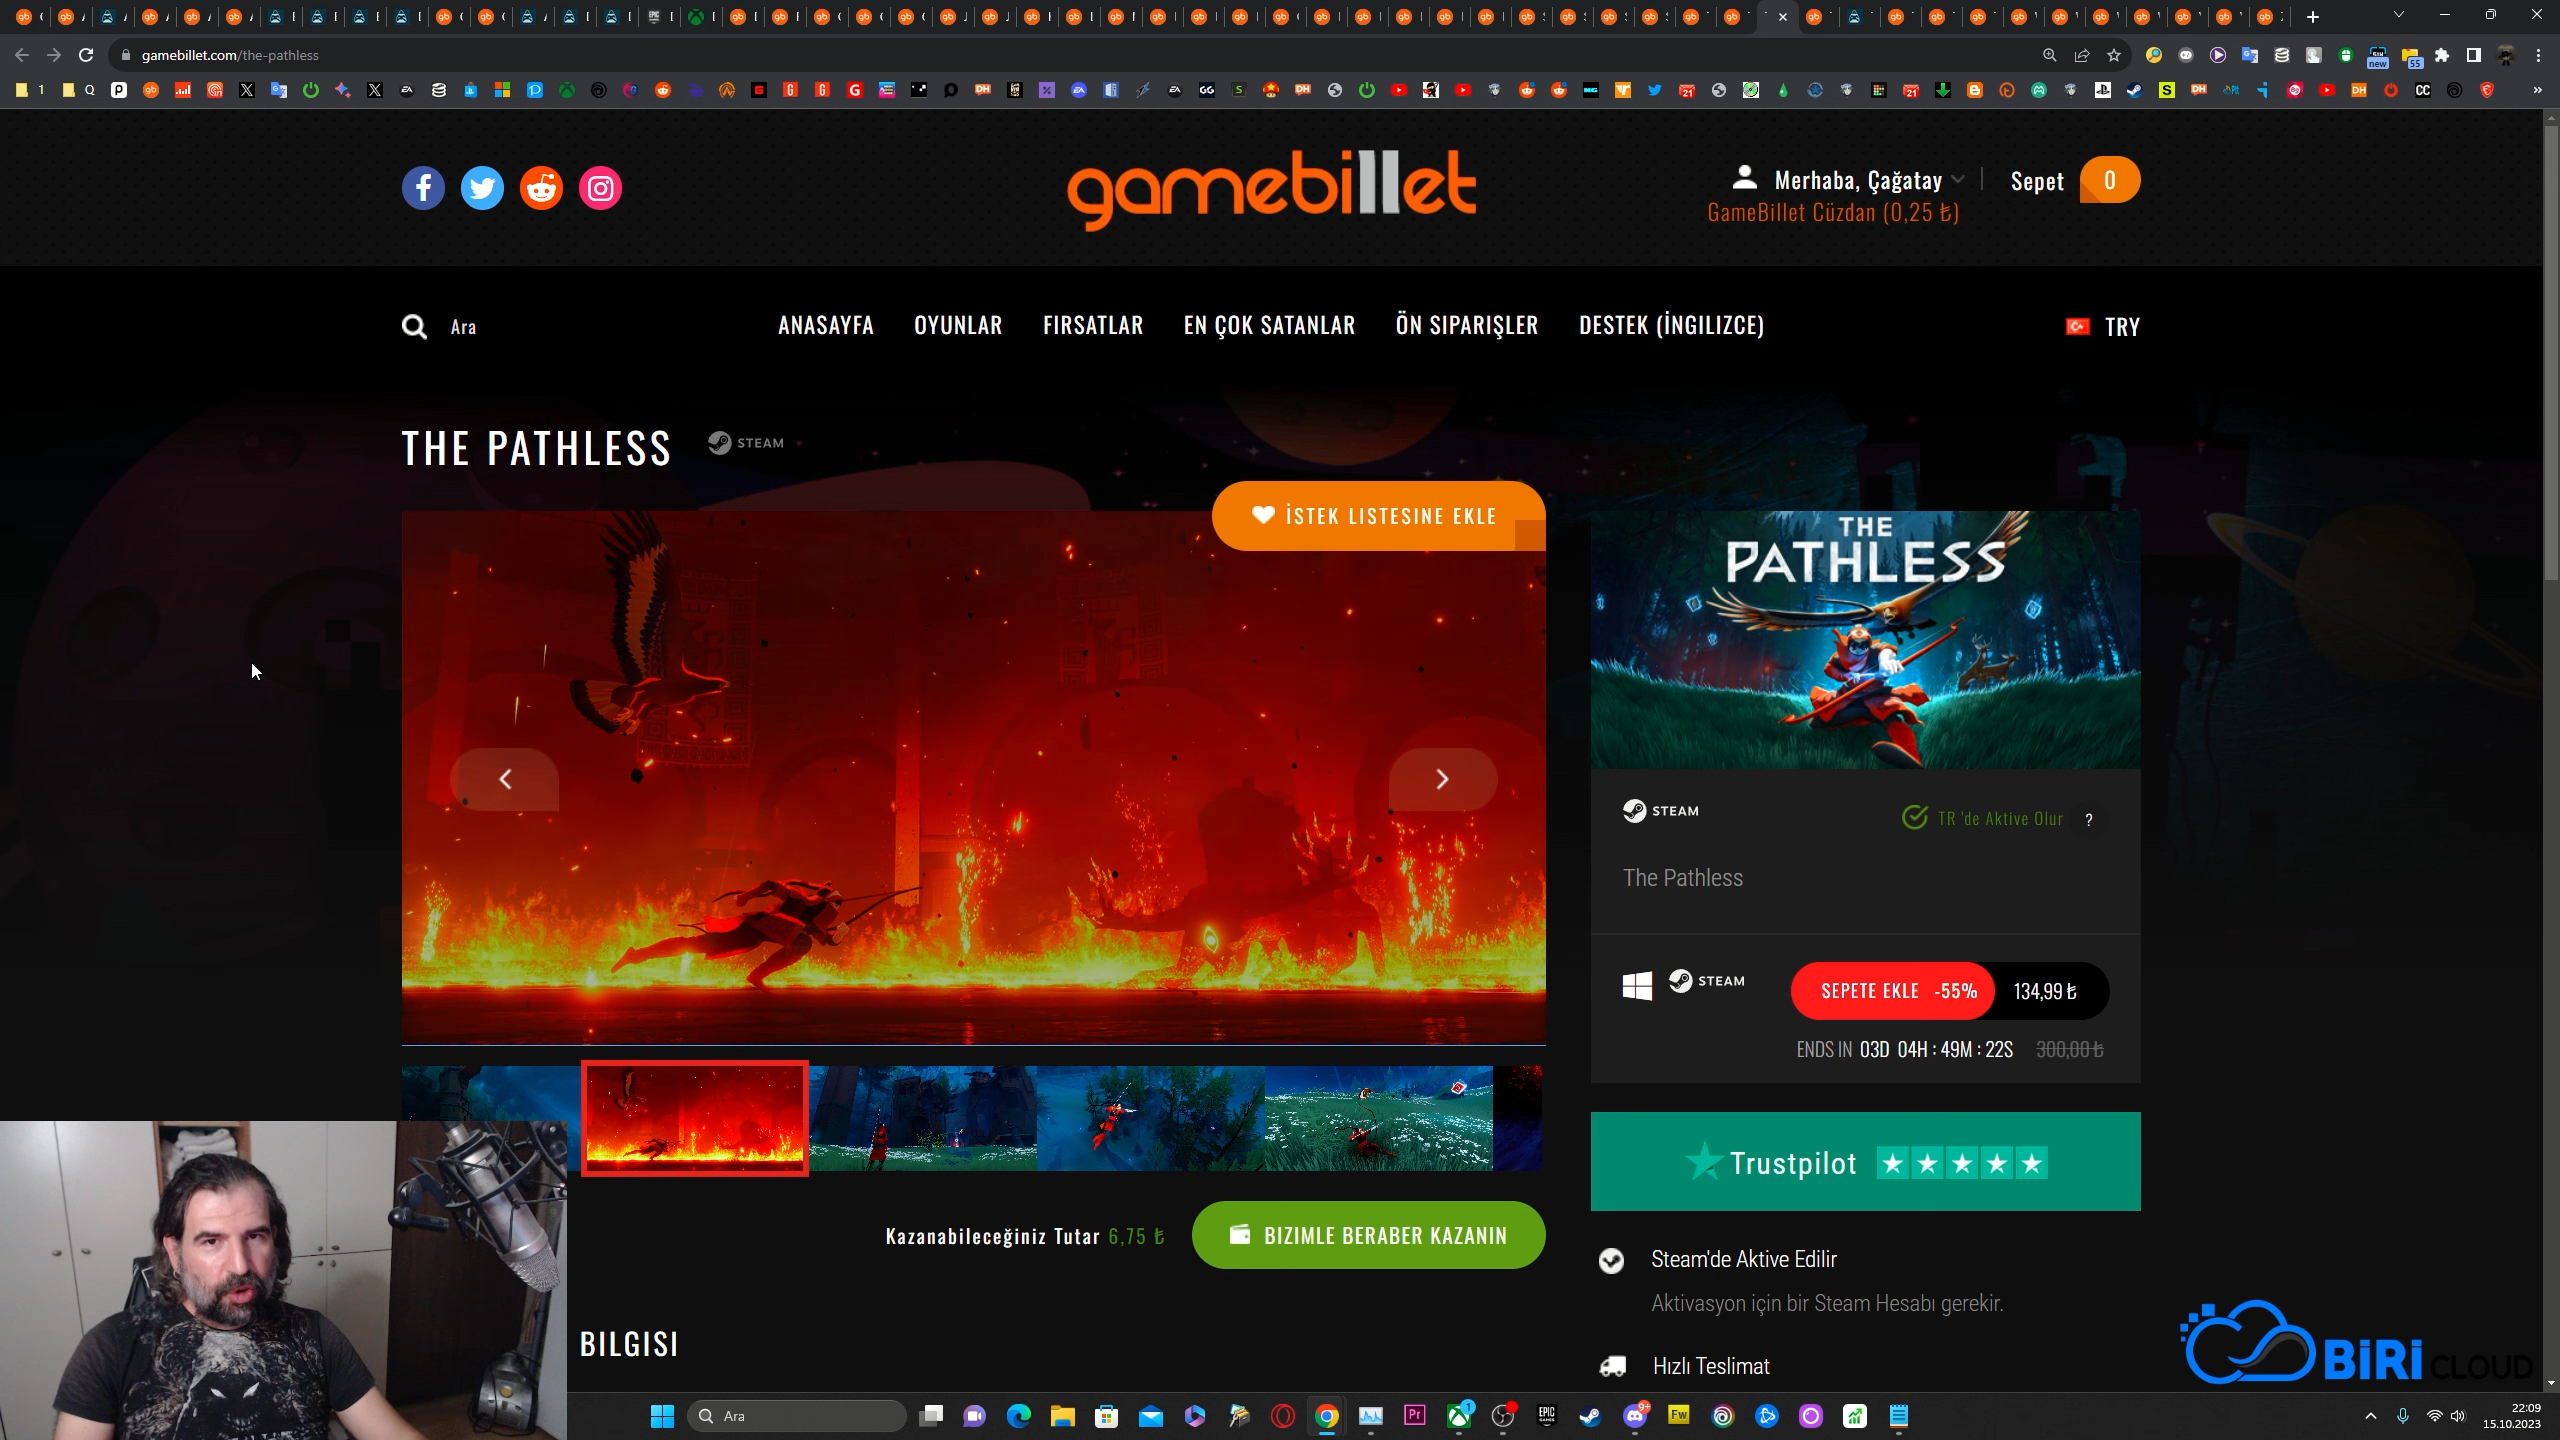 gamebillet.com/the-pathless
1
Q
new
55
gamebillet
Merhaba, Çağatay
Sepet
0
GameBillet Cüzdan (0,25 ₺)
Ara
ANASAYFA
OYUNLAR
FIRSATLAR
EN ÇOK SATANLAR
ÖN SIPARIŞLER
DESTEK (İNGILIZCE)
TRY
THE PATHLESS
STEAM
İSTEK LISTESINE EKLE
THE
PATHLESS
STEAM
TR 'de Aktive Olur
?
The Pathless
STEAM
SEPETE EKLE -55%
134,99 ₺
ENDS IN 03D 04H : 49M : 22S
300,00 ₺
Trustpilot
Kazanabileceğiniz Tutar 6,75 ₺
BIZIMLE BERABER KAZANIN
Steam'de Aktive Edilir
Aktivasyon için bir Steam Hesabı gerekir.
BILGISI
Hızlı Teslimat
BiRi CLOUD
Ara
22:09
15.10.2023